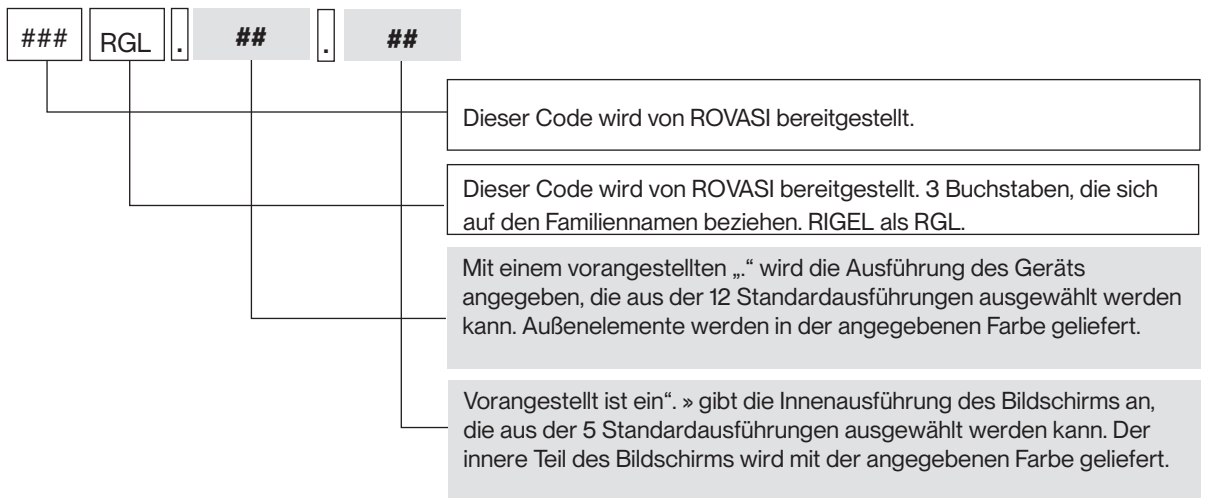 ### RGL . ## . ##
Dieser Code wird von ROVASI bereitgestellt.
Dieser Code wird von ROVASI bereitgestellt. 3 Buchstaben, die sich
auf den Familiennamen beziehen. RIGEL als RGL.
Mit einem vorangestellten „.“ wird die Ausführung des Geräts
angegeben, die aus der 12 Standardausführungen ausgewählt werden
kann. Außenelemente werden in der angegebenen Farbe geliefert.
Vorangestellt ist ein“. » gibt die Innenausführung des Bildschirms an,
die aus der 5 Standardausführungen ausgewählt werden kann. Der
innere Teil des Bildschirms wird mit der angegebenen Farbe geliefert.